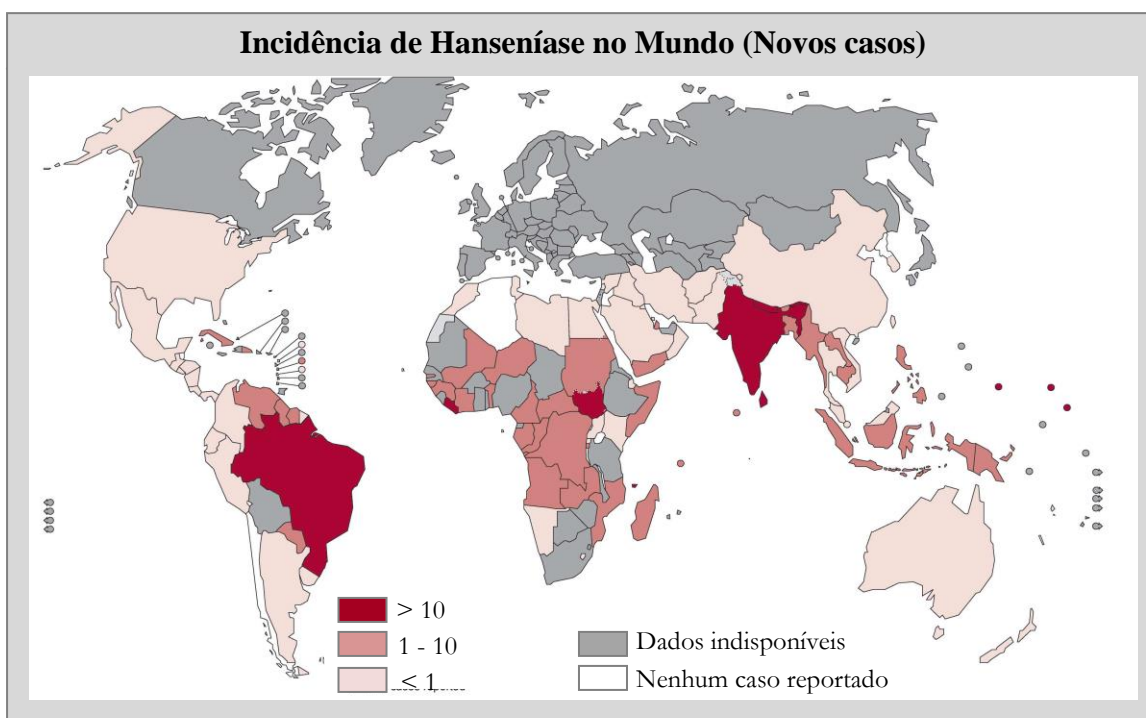 Incidência de Hanseníase no Mundo (Novos casos)
> 10
1 - 10
< 1
Dados indisponíveis
Nenhum caso reportado